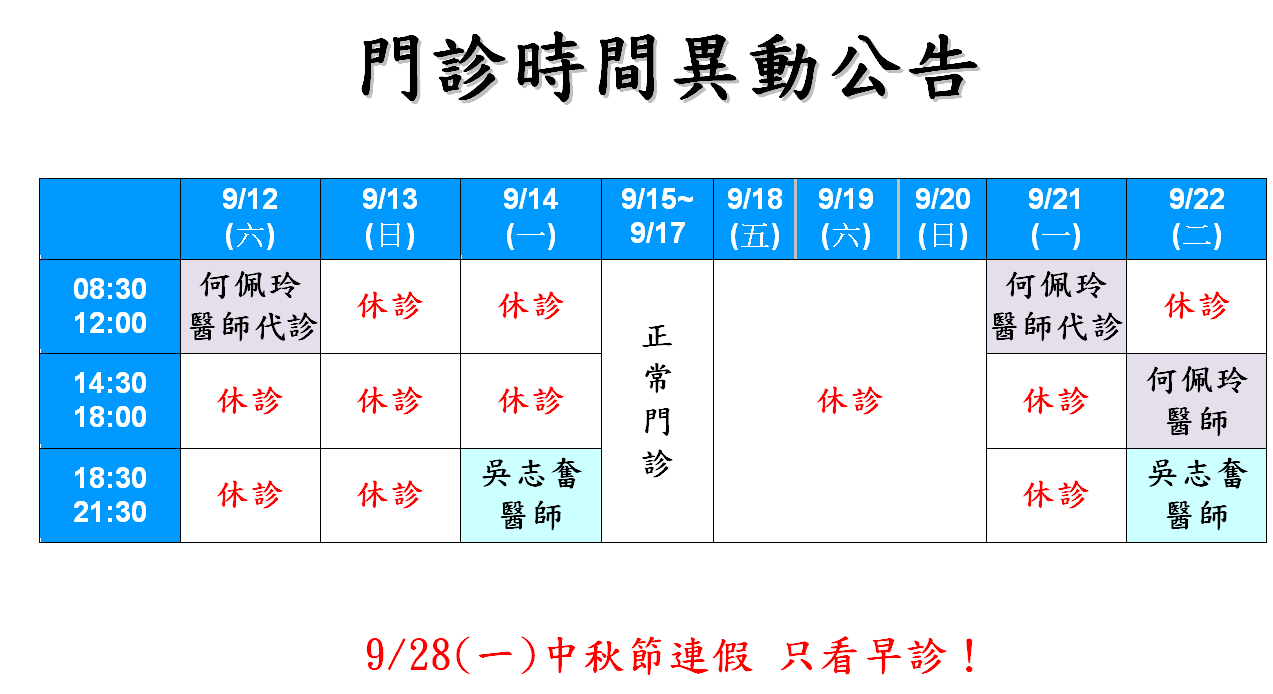 門診時間異動公告
9/12 (六)
9/13 (日)
9/14 (一)
9/15~ 9/17
9/18 (五)
9/19 (六)
9/20 (日)
9/21 (一)
9/22 (二)
08:30
12:00
何佩玲
醫師代診
休診
休診
正常門診
休診
何佩玲
醫師代診
休診
14:30
18:00
休診
休診
休診
休診
何佩玲
醫師
18:30
21:30
休診
休診
吳志奮
醫師
休診
吳志奮
醫師
9/28(一)中秋節連假 只看早診！